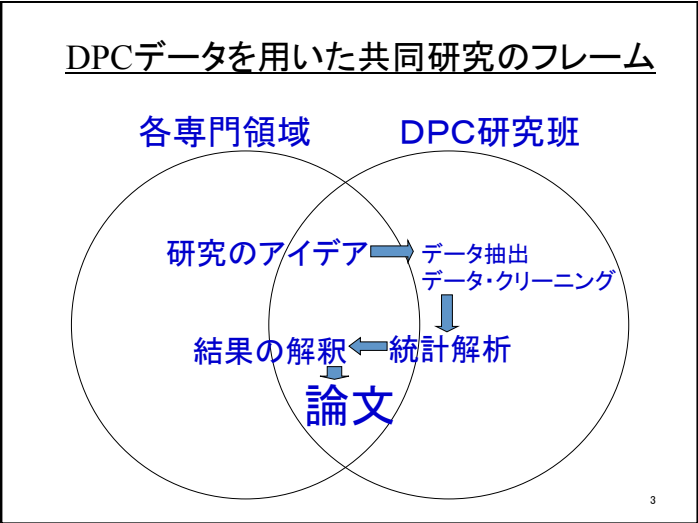 DPCデータを用いた共同研究のフレーム
各専門領域
DPC研究班
研究のアイデア
データ抽出
データ・クリーニング
統計解析
結果の解釈
論文
3